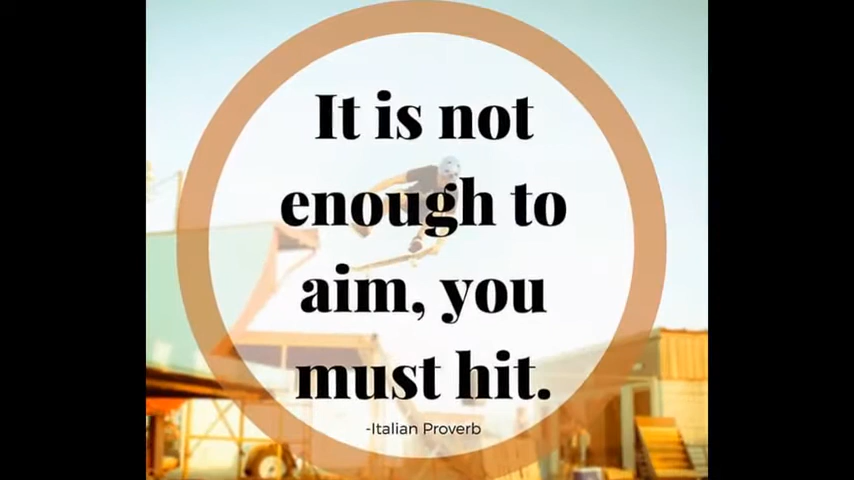 It is not
enough to
aim, you
must hit.
-Italian Proverb